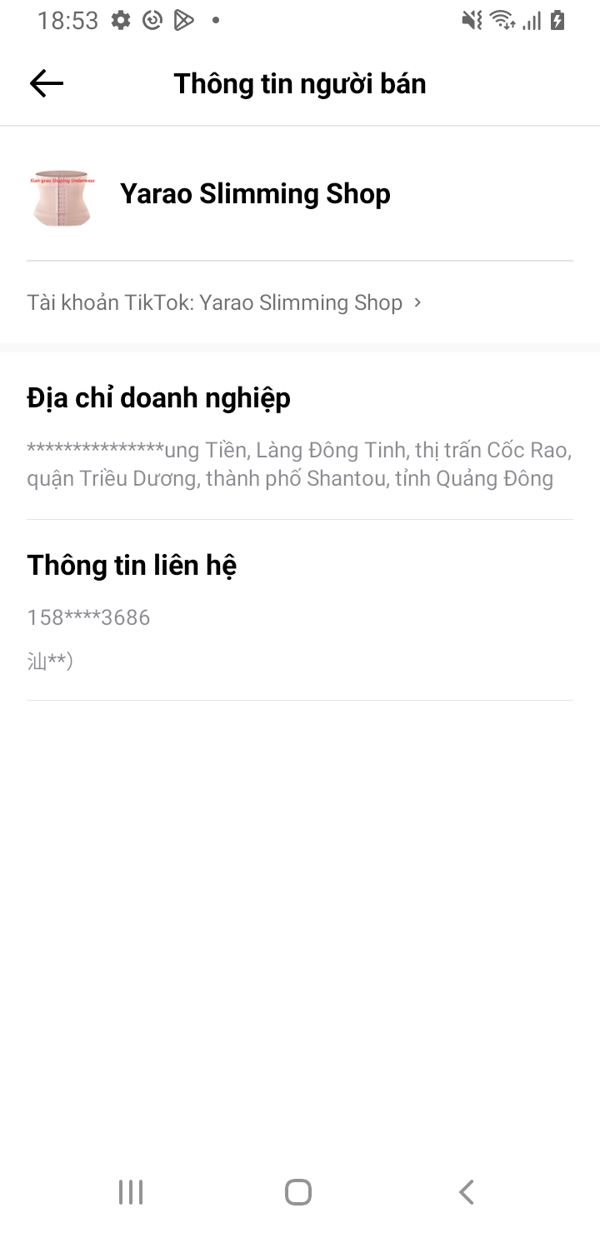 18:53
Thông tin người bán
Yarao Slimming Shop
Tài khoản TikTok: Yarao Slimming Shop
Địa chỉ doanh nghiệp
***************ung Tiền, Làng Đông Tinh, thị trấn Cốc Rao,
quận Triều Dương, thành phố Shantou, tỉnh Quảng Đông
Thông tin liên hệ
158****3686
汕**)